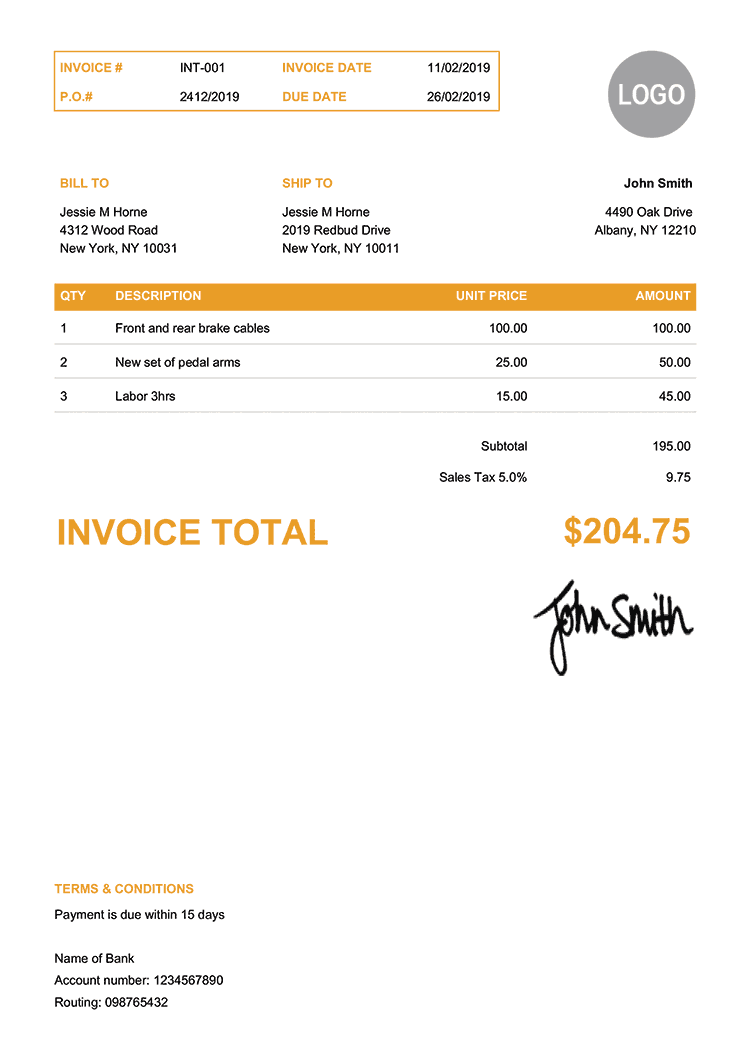 INVOICE # INT-001 INVOICE DATE 11/02/2019
P.O.# 2412/2019 DUE DATE 26/02/2019
LOGO
BILL TO SHIP TO John Smith
Jessie M Horne Jessie M Horne 4490 Oak Drive
4312 Wood Road 2019 Redbud Drive Albany, NY 12210
New York, NY 10031 New York, NY 10011
QTY DESCRIPTION UNIT PRICE AMOUNT
1 Front and rear brake cables 100.00 100.00
2 New set of pedal arms 25.00 50.00
3 Labor 3hrs 15.00 45.00
Subtotal 195.00
Sales Tax 5.0% 9.75
INVOICE TOTAL $204.75
John Smith
TERMS & CONDITIONS
Payment is due within 15 days
Name of Bank
Account number: 1234567890
Routing: 098765432